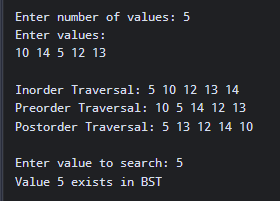 Enter number of values: 5
Enter values:
10 14 5 12 13
Inorder Traversal: 5 10 12 13 14
Preorder Traversal: 10 5 14 12 13
Postorder Traversal: 5 13 12 14 10
Enter value to search: 5
Value 5 exists in BST